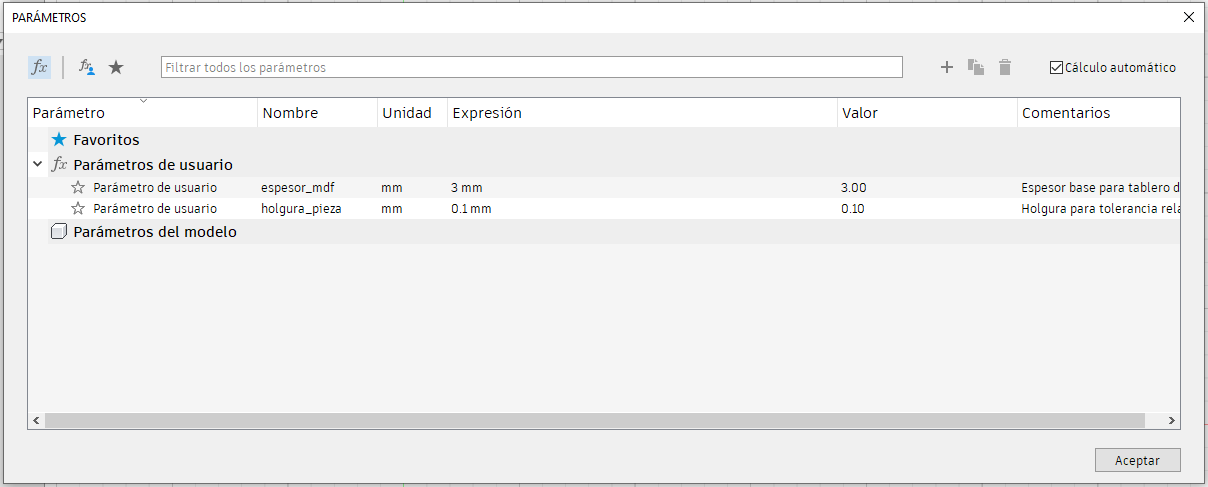 PARÁMETROS
fx fx Filtrar todos los parámetros Cálculo automático
Parámetro Nombre Unidad Expresión Valor Comentarios
Favoritos
fx Parámetros de usuario
Parámetro de usuario espesor_mdf mm 3 mm 3.00 Espesor base para tablero d
Parámetro de usuario holgura_pieza mm 0.1 mm 0.10 Holgura para tolerancia rela
Parámetros del modelo
Aceptar